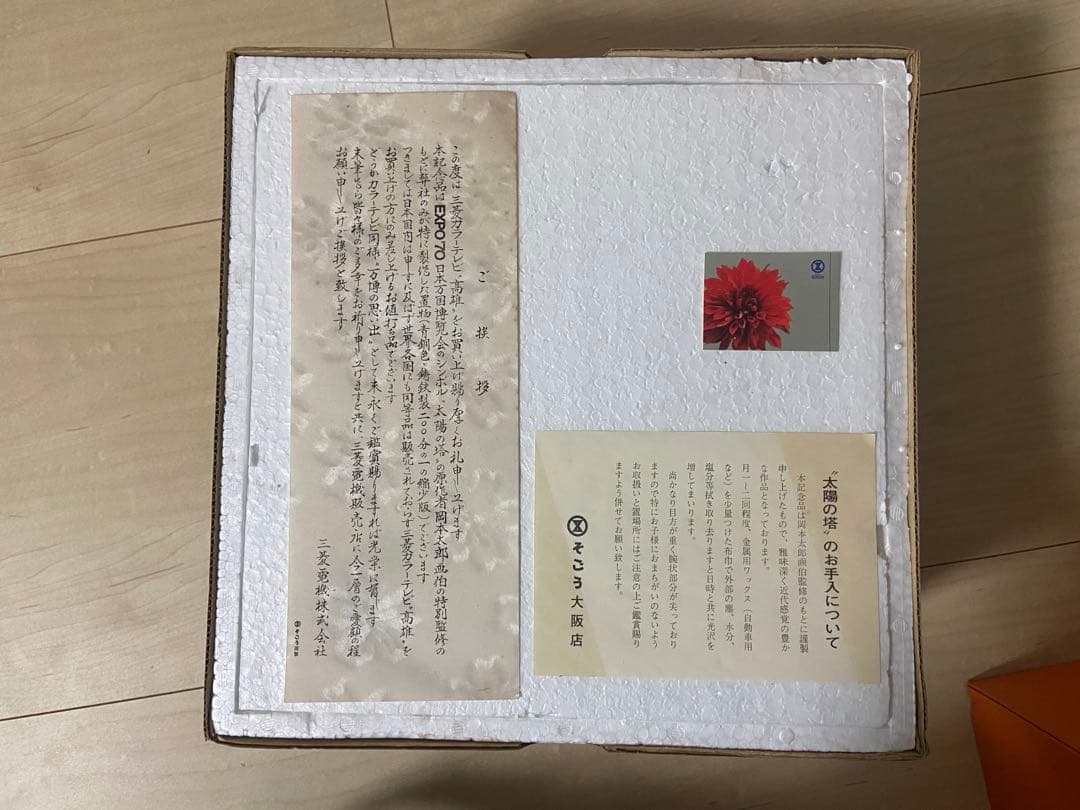 ご挨拶
この度は三菱カラーテレビ〝高雄〟をお買い上げ賜り厚くお礼申し上げます
本記念品はEXPO'70日本万国博覧会のシンボル〝太陽の塔〟の原作者岡本太郎画伯の特別監修の
もとに弊社のみが特に製作した置物(青銅色・鋳鉄製二〇〇分の一の縮少版)でございます
つきましては日本国内は申すに及ばず世界各国にも同等品は販売されておらず三菱カラーテレビ〝高雄〟を
お買い上げの方にのみ差し上げるお値打ち品でございます
どうかカラーテレビ同様〝万博の思い出〟として末永くご鑑賞賜りますれば光栄に存じます
末筆ながら皆々様のご多幸をお祈り申し上げますと共に、三菱電機販売店に今一層のご愛顧の程
お願い申し上げご挨拶と致します
三菱電機株式会社
そごう謹製
SOGO
〝太陽の塔〟のお手入について
本記念品は岡本太郎画伯監修のもとに謹製
申し上げたもので、雅味深く近代感覚の豊か
な作品となっております。
月一〜二回程度、金属用ワックス(自動車用
など)を少量つけた布巾で外部の塵、水分、
塩分等拭き取り去りますと日時と共に光沢を
増してまいります。
尚かなり目方が重く腕状部分が尖っており
ますので特にお子様におまちがいのないよう
お取扱いと置場所にはご注意の上ご鑑賞賜り
ますよう併せてお願い致します。
そごう大阪店